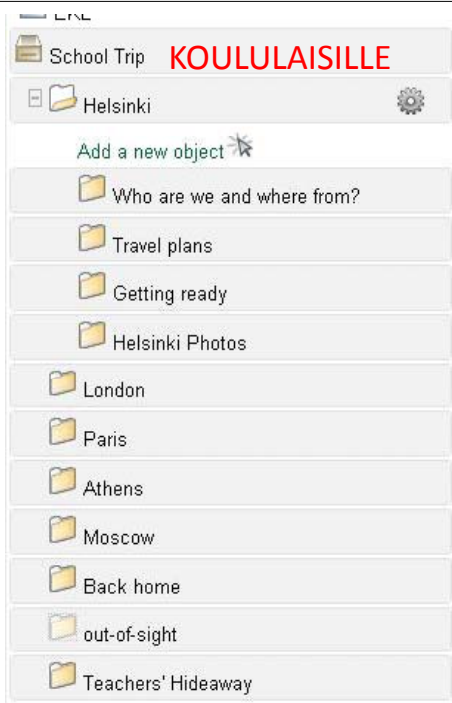 School Trip KOULULAISILLE
Helsinki
Add a new object
Who are we and where from?
Travel plans
Getting ready
Helsinki Photos
London
Paris
Athens
Moscow
Back home
out-of-sight
Teachers' Hideaway